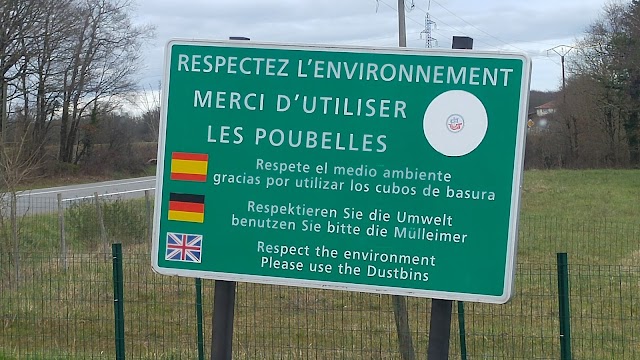 RESPECTEZ L'ENVIRONNEMENT
MERCI D'UTILISER
LES POUBELLES
Respete el medio ambiente
gracias por utilizar los cubos de basura
Respektieren Sie die Umwelt
benutzen Sie bitte die Mülleimer
Respect the environment
Please use the Dustbins